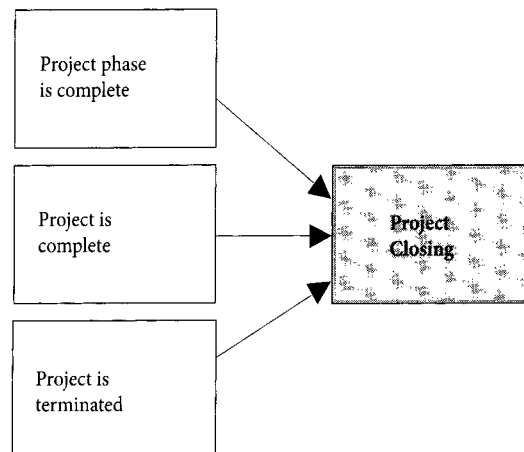 Project phase
is complete
Project is
complete
Project
Closing
Project is
terminated